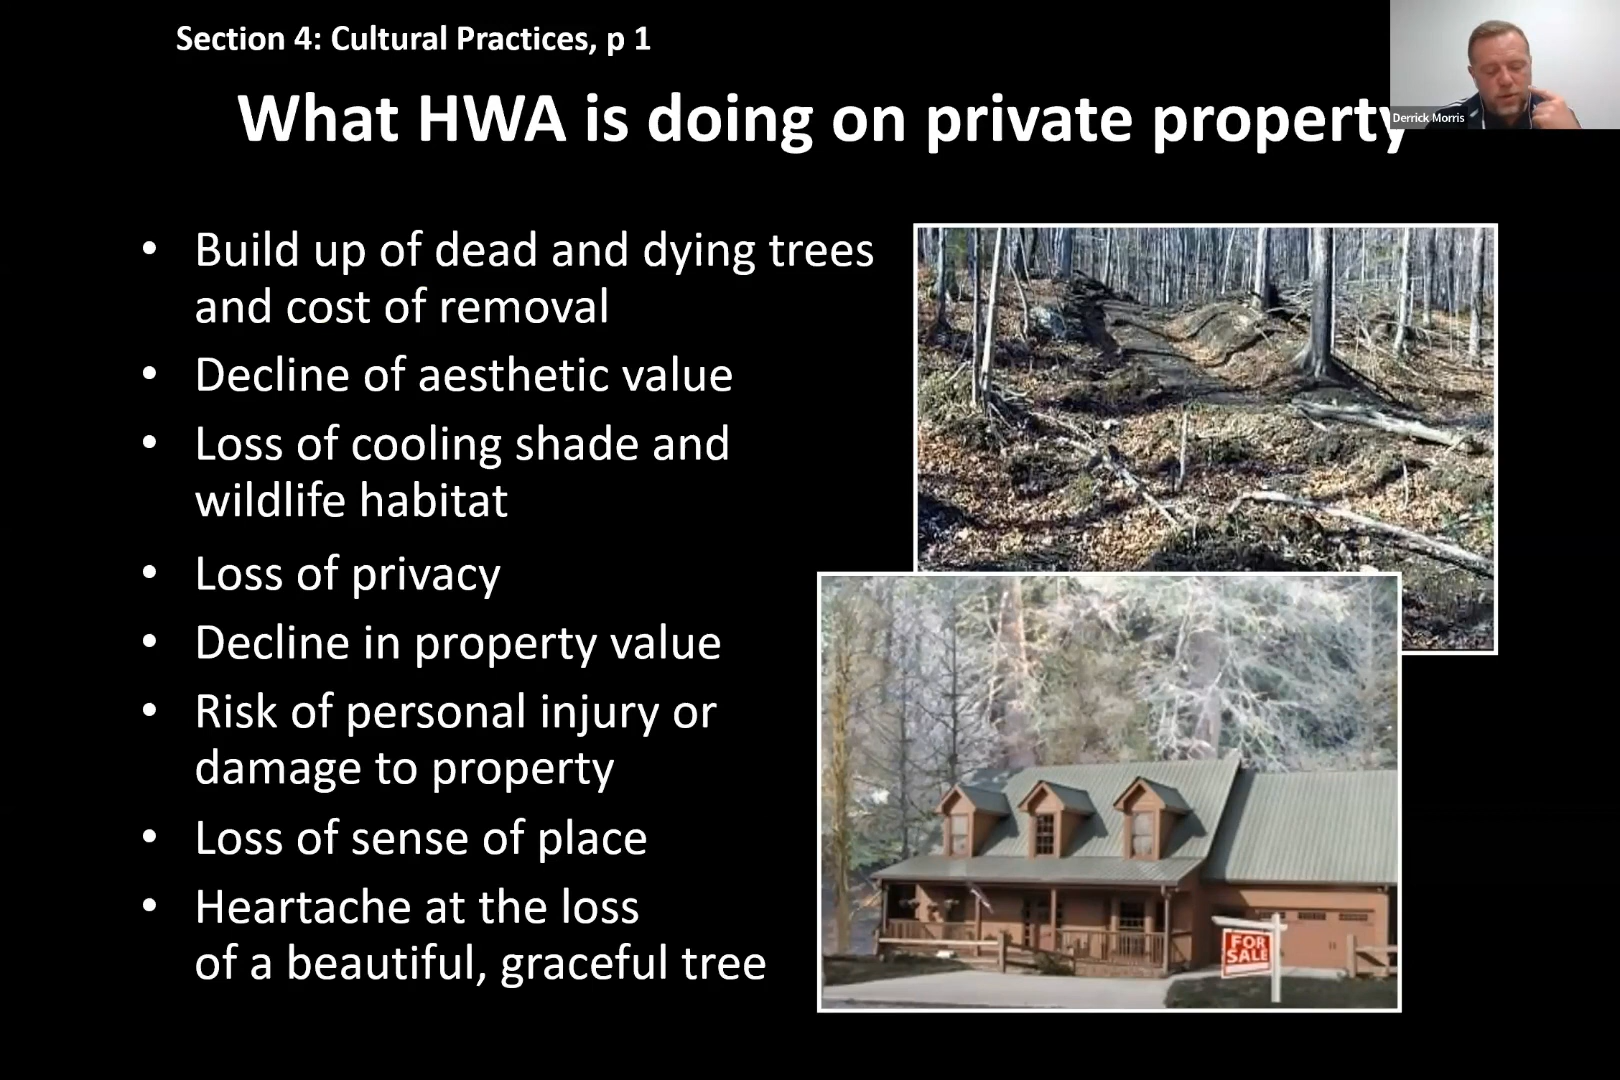 Section 4: Cultural Practices, p 1
What HWA is doing on private property
Derrick Morris
• Build up of dead and dying trees
and cost of removal
• Decline of aesthetic value
• Loss of cooling shade and
wildlife habitat
• Loss of privacy
• Decline in property value
• Risk of personal injury or
damage to property
• Loss of sense of place
• Heartache at the loss
of a beautiful, graceful tree
FOR
SALE